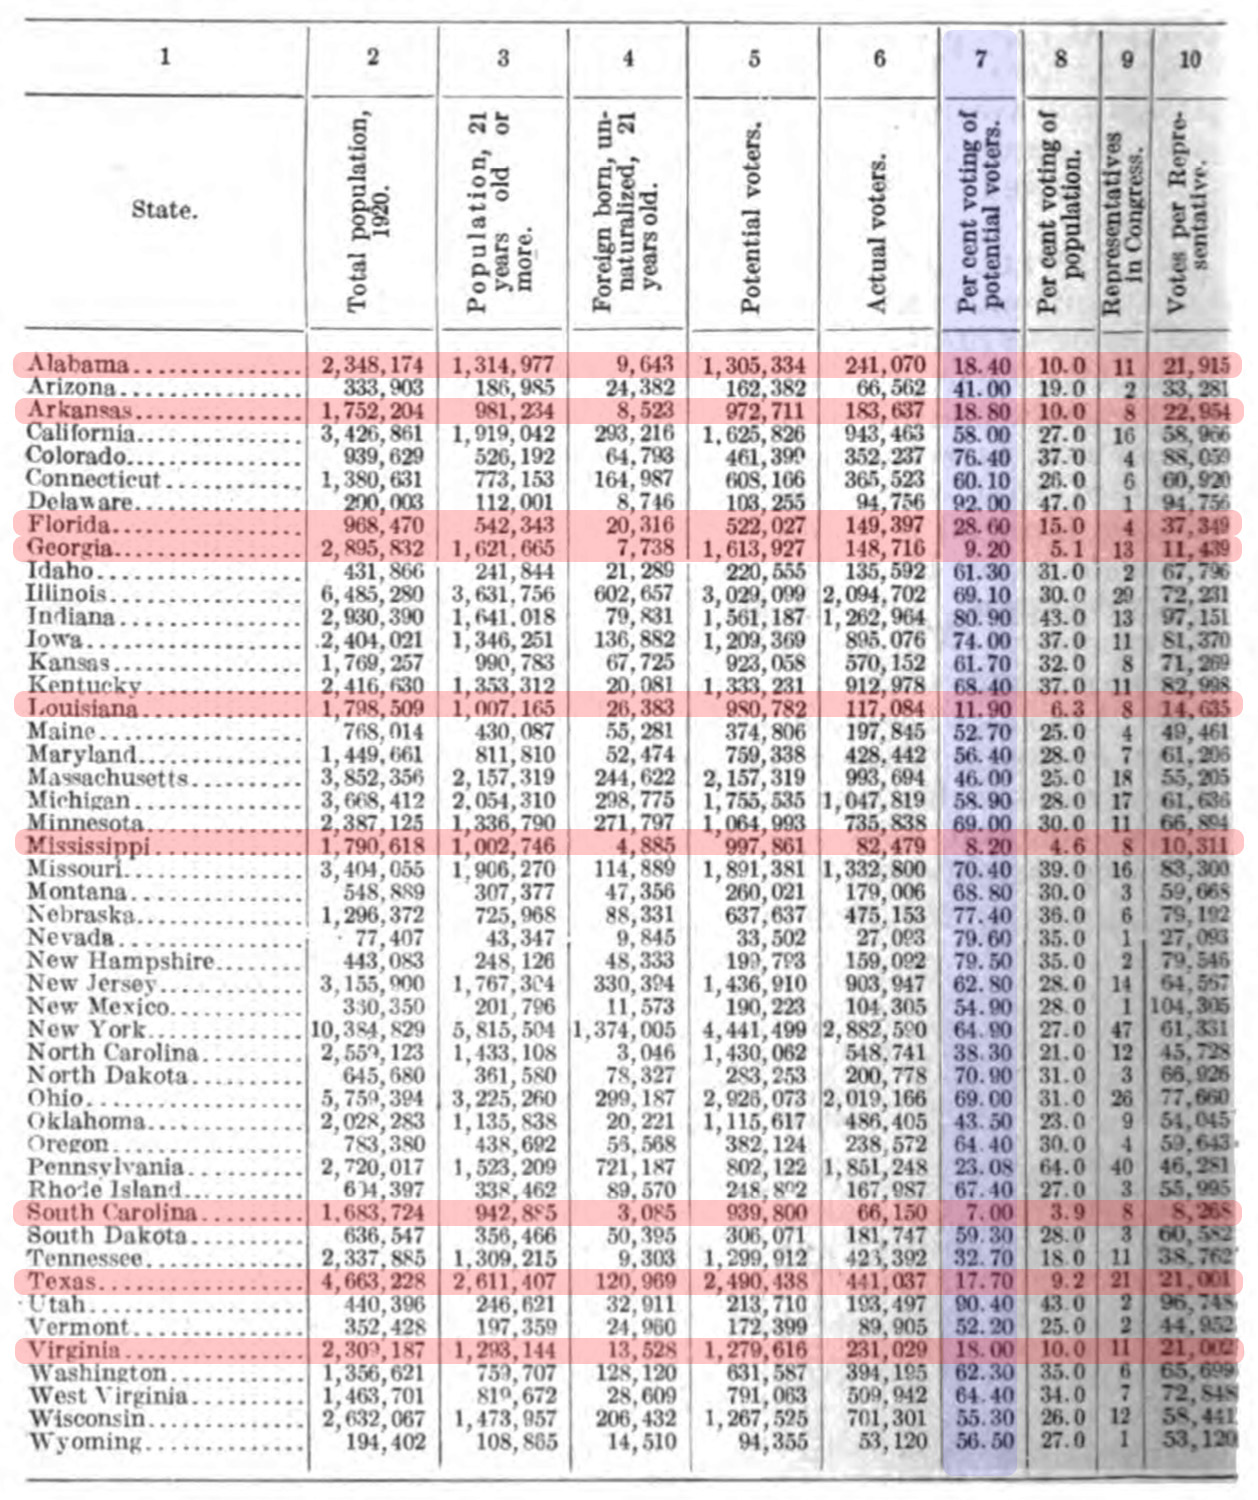 1 2 3 4 5 6 7 8 9 10
State. Total population, 1920. Population, 21 years old or more. Foreign born, un-naturalized, 21 years old. Potential voters. Actual voters. Per cent voting of potential voters. Per cent voting of population. Representatives in Congress. Votes per Repre-sentative.
Alabama 2,348,174 1,314,977 9,643 1,305,334 241,070 18.40 10.0 11 21,915
Arizona 333,903 186,985 24,382 162,382 66,562 41.00 19.0 2 33,281
Arkansas 1,752,204 981,234 8,523 972,711 183,637 18.80 10.0 8 22,954
California 3,426,861 1,919,042 293,216 1,625,826 943,463 58.00 27.0 16 58,966
Colorado 939,629 526,192 64,793 461,390 352,237 76.40 37.0 4 88,059
Connecticut 1,380,631 773,153 164,987 608,166 365,523 60.10 26.0 6 60,920
Delaware 200,003 112,001 8,746 103,255 94,756 92.00 47.0 1 94,756
Florida 968,470 542,343 20,316 522,027 149,397 28.60 15.0 4 37,349
Georgia 2,895,832 1,621,665 7,738 1,613,927 148,716 9.20 5.1 13 11,439
Idaho 431,866 241,844 21,289 220,555 135,592 61.30 31.0 2 67,796
Illinois 6,485,280 3,631,756 602,657 3,029,099 2,094,702 69.10 30.0 29 72,231
Indiana 2,930,390 1,641,018 79,831 1,561,187 1,262,964 80.90 43.0 13 97,151
Iowa 2,404,021 1,346,251 136,882 1,209,369 895,076 74.00 37.0 11 81,370
Kansas 1,769,257 990,783 67,725 923,058 570,152 61.70 32.0 8 71,269
Kentucky 2,416,630 1,353,312 20,081 1,333,231 912,978 68.40 37.0 11 82,998
Louisiana 1,798,509 1,007,165 26,383 980,782 117,084 11.90 6.3 8 14,635
Maine 768,014 430,087 55,281 374,806 197,845 52.70 25.0 4 49,461
Maryland 1,449,661 811,810 52,474 759,338 428,442 56.40 28.0 7 61,206
Massachusetts 3,852,356 2,157,319 244,622 2,157,319 993,694 46.00 25.0 18 55,205
Michigan 3,668,412 2,054,310 298,775 1,755,535 1,047,819 58.90 28.0 17 61,636
Minnesota 2,387,125 1,336,790 271,797 1,064,993 735,838 69.00 30.0 11 66,894
Mississippi 1,790,618 1,002,746 4,885 997,861 82,479 8.20 4.6 8 10,311
Missouri 3,404,055 1,906,270 114,889 1,891,381 1,332,800 70.40 39.0 16 83,300
Montana 548,889 307,377 47,356 260,021 179,006 68.80 30.0 3 59,668
Nebraska 1,296,372 725,968 88,331 637,637 475,153 77.40 36.0 6 79,192
Nevada 77,407 43,347 9,845 33,502 27,093 79.60 35.0 1 27,093
New Hampshire 443,083 248,126 48,333 199,793 159,092 79.50 35.0 2 79,546
New Jersey 3,155,900 1,767,304 330,394 1,436,910 903,947 62.80 28.0 14 64,567
New Mexico 201,796 11,573 190,223 104,305 54.90 28.0 1 104,305
New York 10,384,829 5,815,504 1,374,005 4,441,499 2,882,590 64.90 27.0 47 61,331
North Carolina 2,559,123 1,433,108 3,046 1,430,062 548,741 38.30 21.0 12 45,728
North Dakota 645,680 361,580 78,327 283,253 200,778 70.90 31.0 3 66,926
Ohio 5,759,394 3,225,260 299,187 2,926,073 2,019,166 69.00 31.0 26 77,660
Oklahoma 2,028,283 1,135,838 20,221 1,115,617 486,405 43.50 23.0 9 54,045
Oregon 783,380 438,692 56,568 382,124 238,572 64.40 30.0 4 59,643
Pennsylvania 2,720,017 1,523,209 721,187 802,122 1,851,248 23.08 64.0 40 46,281
Rhode Island 604,397 338,462 89,570 248,892 167,987 67.40 27.0 3 55,995
South Carolina 1,683,724 942,885 3,085 939,800 66,150 7.00 3.9 8 8,268
South Dakota 636,547 356,466 50,395 306,071 181,747 59.30 28.0 3 60,582
Tennessee 2,337,885 1,309,215 9,303 1,299,912 32.70 18.0 11 38,762
Texas 4,663,228 2,611,407 120,969 2,490,438 441,037 17.70 9.2 21 21,001
Utah 440,396 246,621 32,911 213,710 193,497 90.40 43.0 2 96,748
Vermont 352,428 197,359 24,960 172,399 89,905 52.20 25.0 2 44,952
Virginia 2,309,187 1,293,144 13,528 1,279,616 231,029 18.00 10.0 11 21,002
Washington 1,356,621 759,707 128,120 631,587 394,195 62.30 35.0 6 65,699
West Virginia 1,463,701 819,672 28,609 791,063 509,942 64.40 34.0 7 72,848
Wisconsin 2,632,067 1,473,957 206,432 1,267,525 701,301 55.30 26.0 12 58,441
Wyoming 194,402 108,865 14,510 94,355 53,120 56.50 27.0 1 53,120